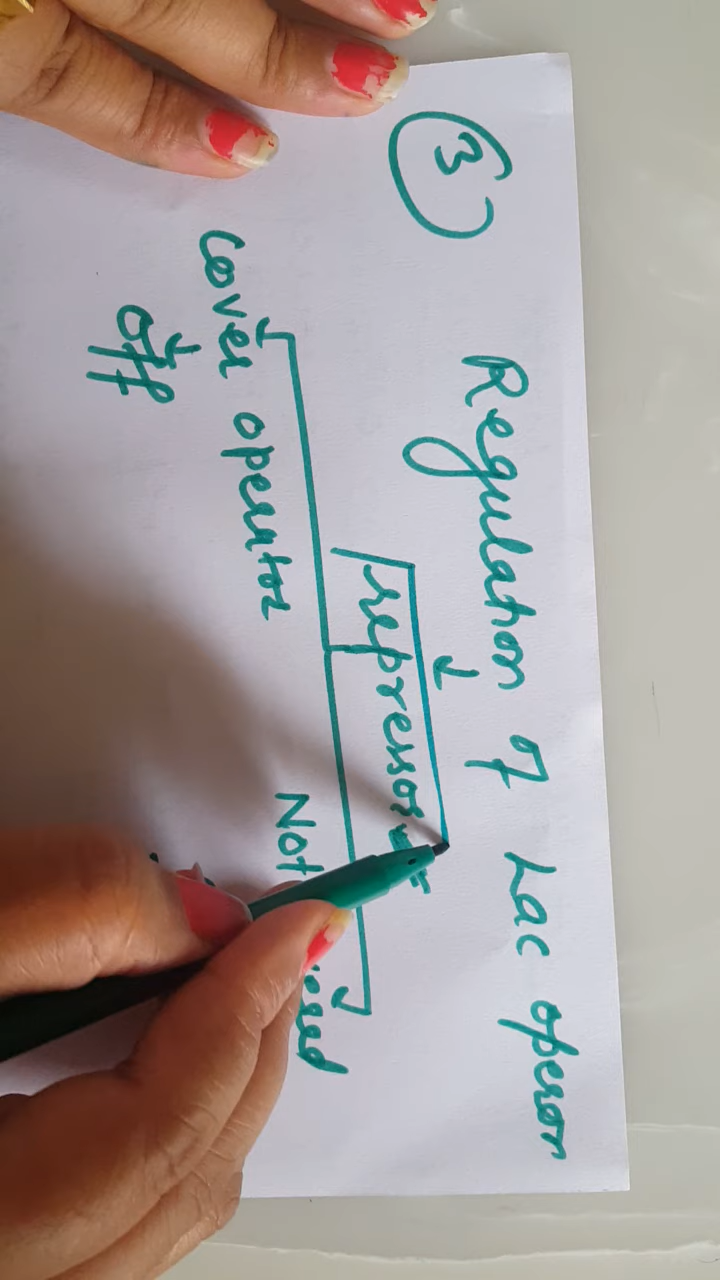 3
Regulation of Lac operon
repressor
Cover operator
Not
off